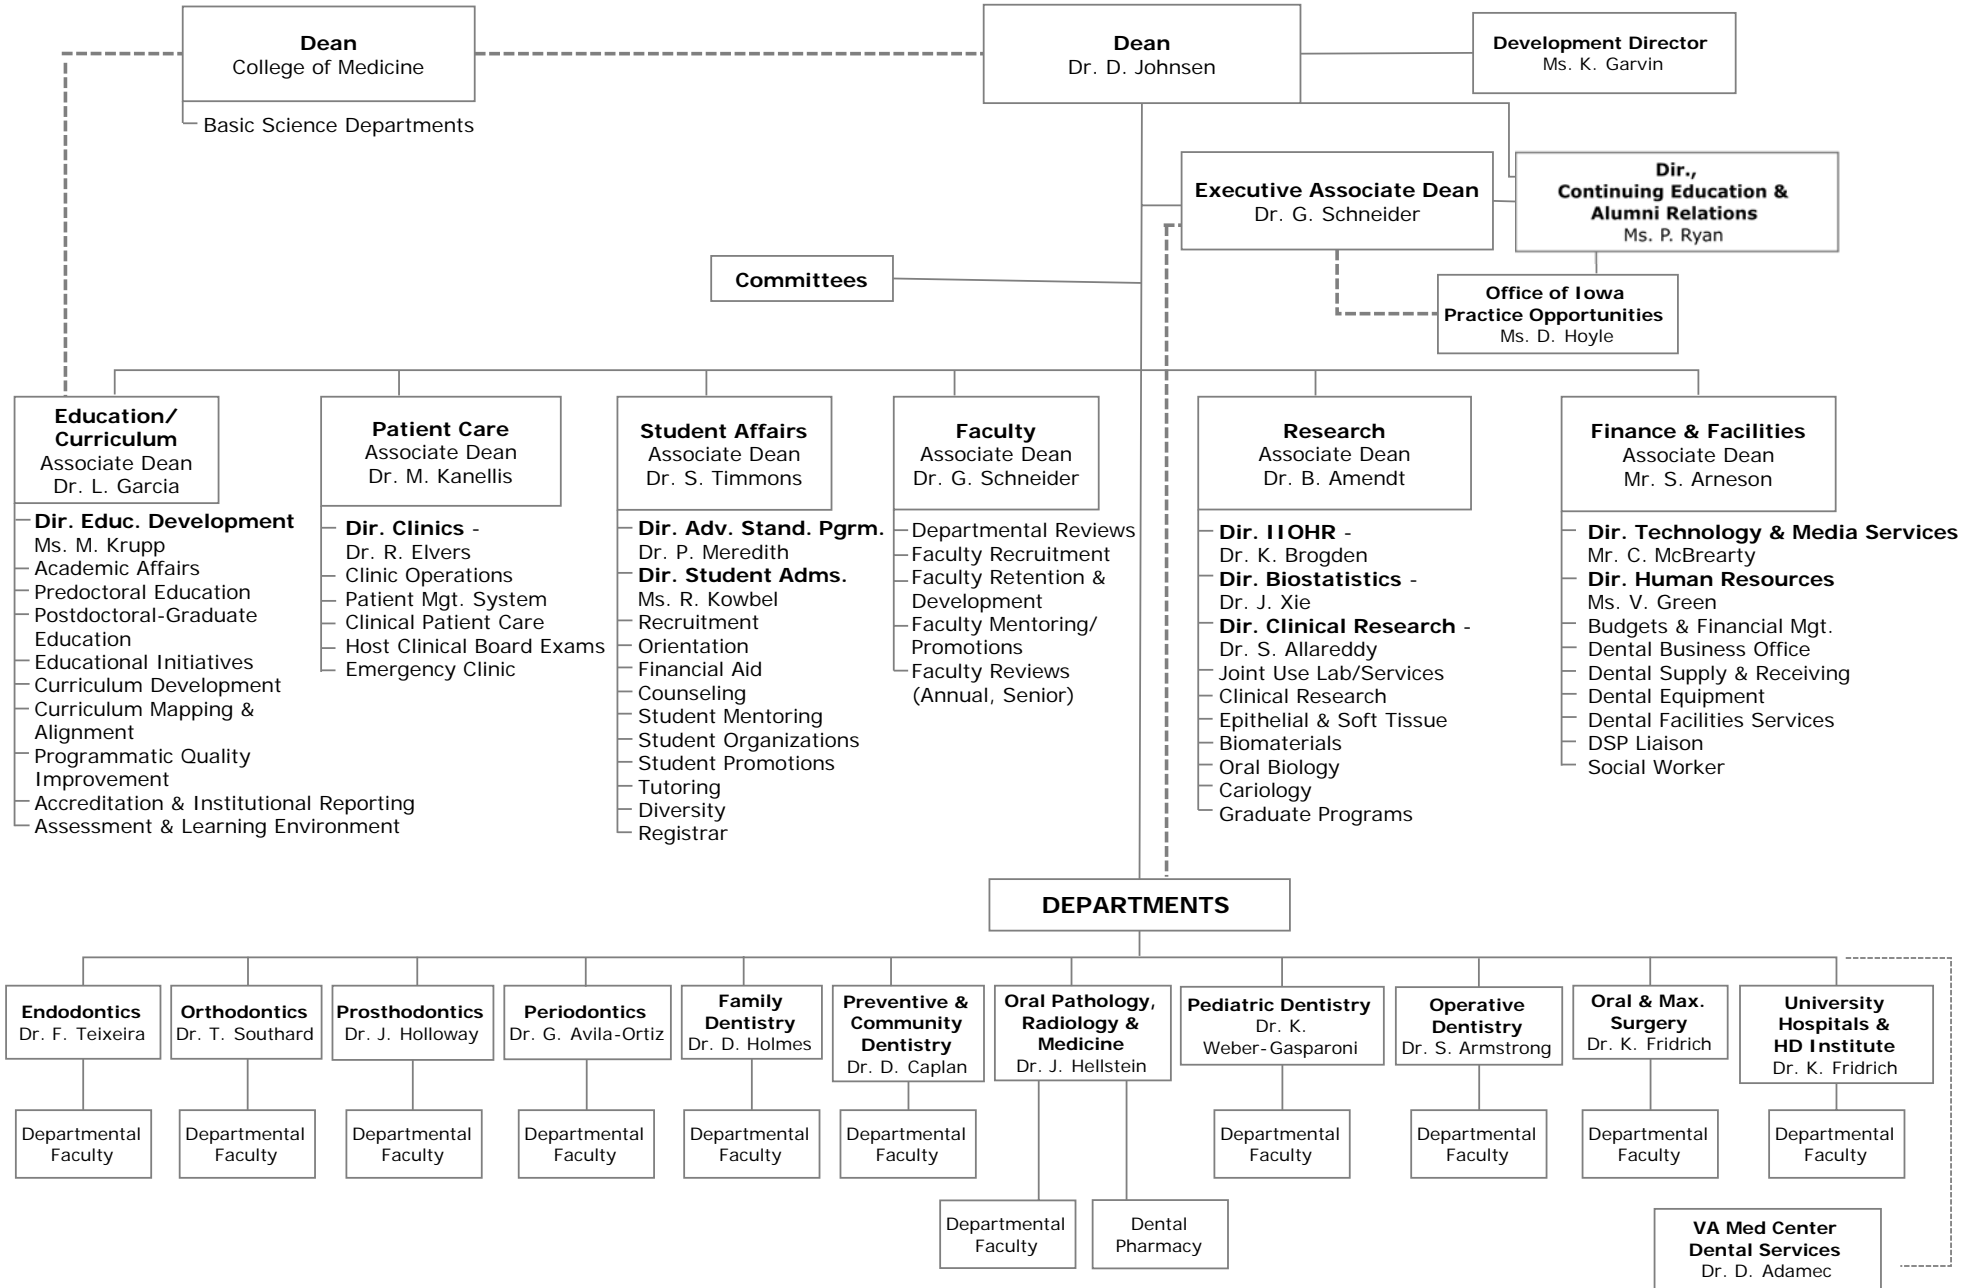 Dean
College of Medicine
Basic Science Departments
Dean
Dr. D. Johnsen
Development Director
Ms. K. Garvin
Executive Associate Dean
Dr. G. Schneider
Dir.,
Continuing Education &
Alumni Relations
Ms. P. Ryan
Committees
Office of Iowa
Practice Opportunities
Ms. D. Hoyle
Education/
Curriculum
Associate Dean
Dr. L. Garcia
Dir. Educ. Development
Ms. M. Krupp
Academic Affairs
Predoctoral Education
Postdoctoral-Graduate
Education
Educational Initiatives
Curriculum Development
Curriculum Mapping &
Alignment
Programmatic Quality
Improvement
Accreditation & Institutional Reporting
Assessment & Learning Environment
Patient Care
Associate Dean
Dr. M. Kanellis
Dir. Clinics -
Dr. R. Elvers
Clinic Operations
Patient Mgt. System
Clinical Patient Care
Host Clinical Board Exams
Emergency Clinic
Student Affairs
Associate Dean
Dr. S. Timmons
Dir. Adv. Stand. Pgrm.
Dr. P. Meredith
Dir. Student Adms.
Ms. R. Kowbel
Recruitment
Orientation
Financial Aid
Counseling
Student Mentoring
Student Organizations
Student Promotions
Tutoring
Diversity
Registrar
Faculty
Associate Dean
Dr. G. Schneider
Departmental Reviews
Faculty Recruitment
Faculty Retention &
Development
Faculty Mentoring/
Promotions
Faculty Reviews
(Annual, Senior)
Research
Associate Dean
Dr. B. Amendt
Dir. IIOHR -
Dr. K. Brogden
Dir. Biostatistics -
Dr. J. Xie
Dir. Clinical Research -
Dr. S. Allareddy
Joint Use Lab/Services
Clinical Research
Epithelial & Soft Tissue
Biomaterials
Oral Biology
Cariology
Graduate Programs
Finance & Facilities
Associate Dean
Mr. S. Arneson
Dir. Technology & Media Services
Mr. C. McBrearty
Dir. Human Resources
Ms. V. Green
Budgets & Financial Mgt.
Dental Business Office
Dental Supply & Receiving
Dental Equipment
Dental Facilities Services
DSP Liaison
Social Worker
DEPARTMENTS
Endodontics
Dr. F. Teixeira
Orthodontics
Dr. T. Southard
Prosthodontics
Dr. J. Holloway
Periodontics
Dr. G. Avila-Ortiz
Family
Dentistry
Dr. D. Holmes
Preventive &
Community
Dentistry
Dr. D. Caplan
Oral Pathology,
Radiology &
Medicine
Dr. J. Hellstein
Pediatric Dentistry
Dr. K.
Weber-Gasparoni
Operative
Dentistry
Dr. S. Armstrong
Oral & Max.
Surgery
Dr. K. Fridrich
University
Hospitals &
HD Institute
Dr. K. Fridrich
Departmental
Faculty
Departmental
Faculty
Departmental
Faculty
Departmental
Faculty
Departmental
Faculty
Departmental
Faculty
Departmental
Faculty
Departmental
Faculty
Departmental
Faculty
Departmental
Faculty
Departmental
Faculty
Dental
Pharmacy
VA Med Center
Dental Services
Dr. D. Adamec